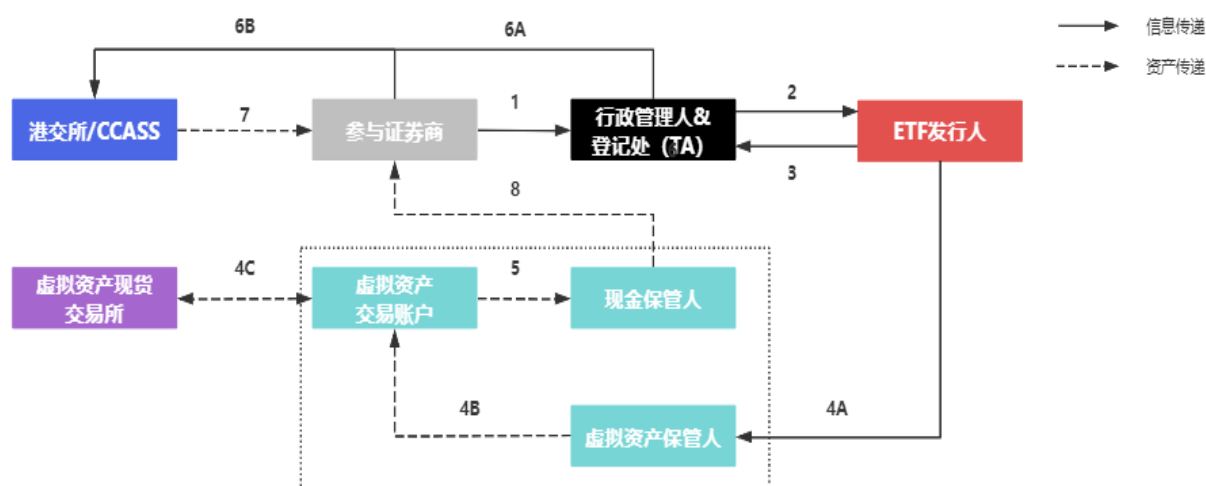 6B
6A
信息传递
资产传递
港交所/CCASS
7
参与证券商
1
行政管理人&
登记处（TA）
2
3
ETF发行人
8
虚拟资产现货
交易所
4C
虚拟资产
交易账户
5
现金保管人
4B
虚拟资产保管人
4A